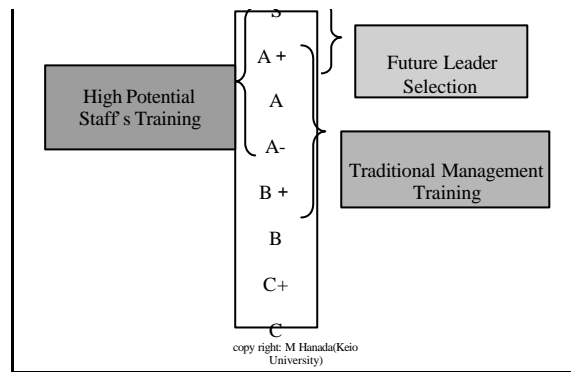 S
A +
A
A-
B +
B
C+
C
High Potential
Staff's Training
Future Leader
Selection
Traditional Management
Training
copy right: M Hanada(Keio
University)